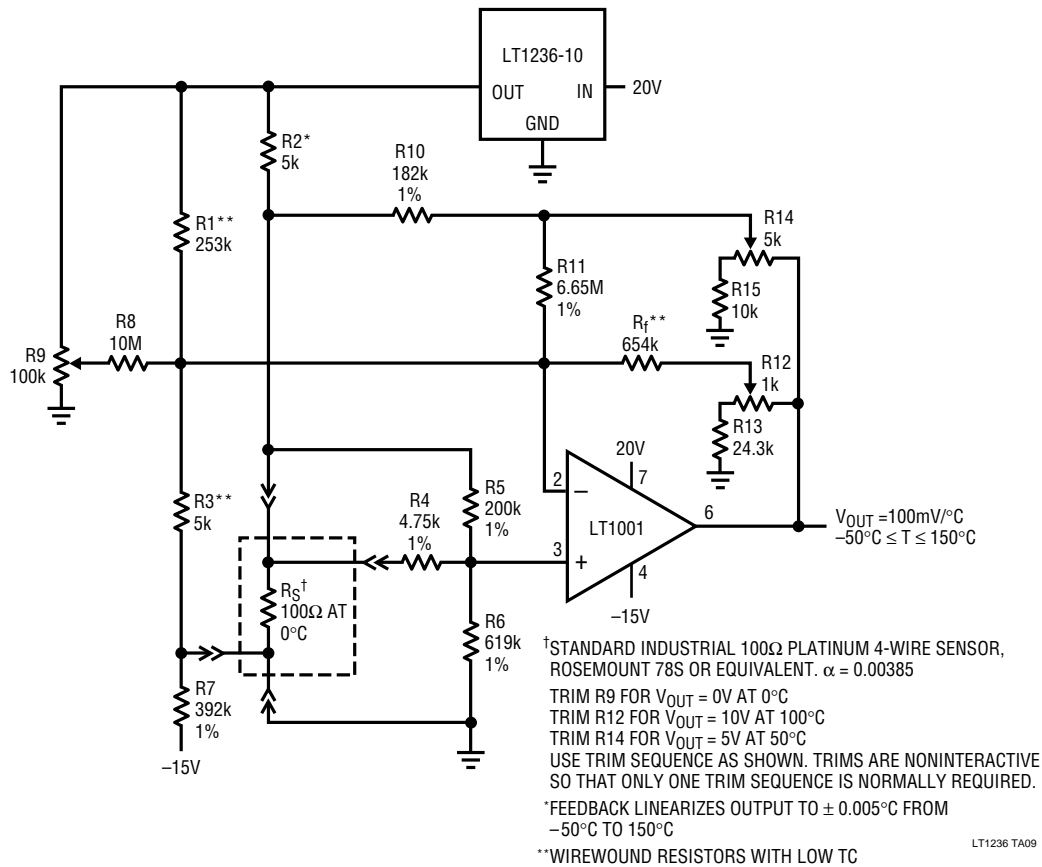 LT1236-10
OUT
IN
20V
GND
R2*
5k
R10
182k
1%
R14
5k
R1**
253k
R11
6.65M
1%
R15
10k
Rf**
654k
R8
10M
R9
100k
R12
1k
R13
24.3k
R3**
5k
R4
4.75k
1%
R5
200k
1%
20V
2
7
–
LT1001
6
3
+
4
–15V
VOUT =100mV/°C
–50°C ≤ T ≤ 150°C
RS†
100Ω AT
0°C
R6
619k
1%
R7
392k
1%
–15V
†STANDARD INDUSTRIAL 100Ω PLATINUM 4-WIRE SENSOR,
ROSEMOUNT 78S OR EQUIVALENT. α = 0.00385
TRIM R9 FOR VOUT = 0V AT 0°C
TRIM R12 FOR VOUT = 10V AT 100°C
TRIM R14 FOR VOUT = 5V AT 50°C
USE TRIM SEQUENCE AS SHOWN. TRIMS ARE NONINTERACTIVE
SO THAT ONLY ONE TRIM SEQUENCE IS NORMALLY REQUIRED.
*FEEDBACK LINEARIZES OUTPUT TO ± 0.005°C FROM
–50°C TO 150°C
**WIREWOUND RESISTORS WITH LOW TC
LT1236 TA09